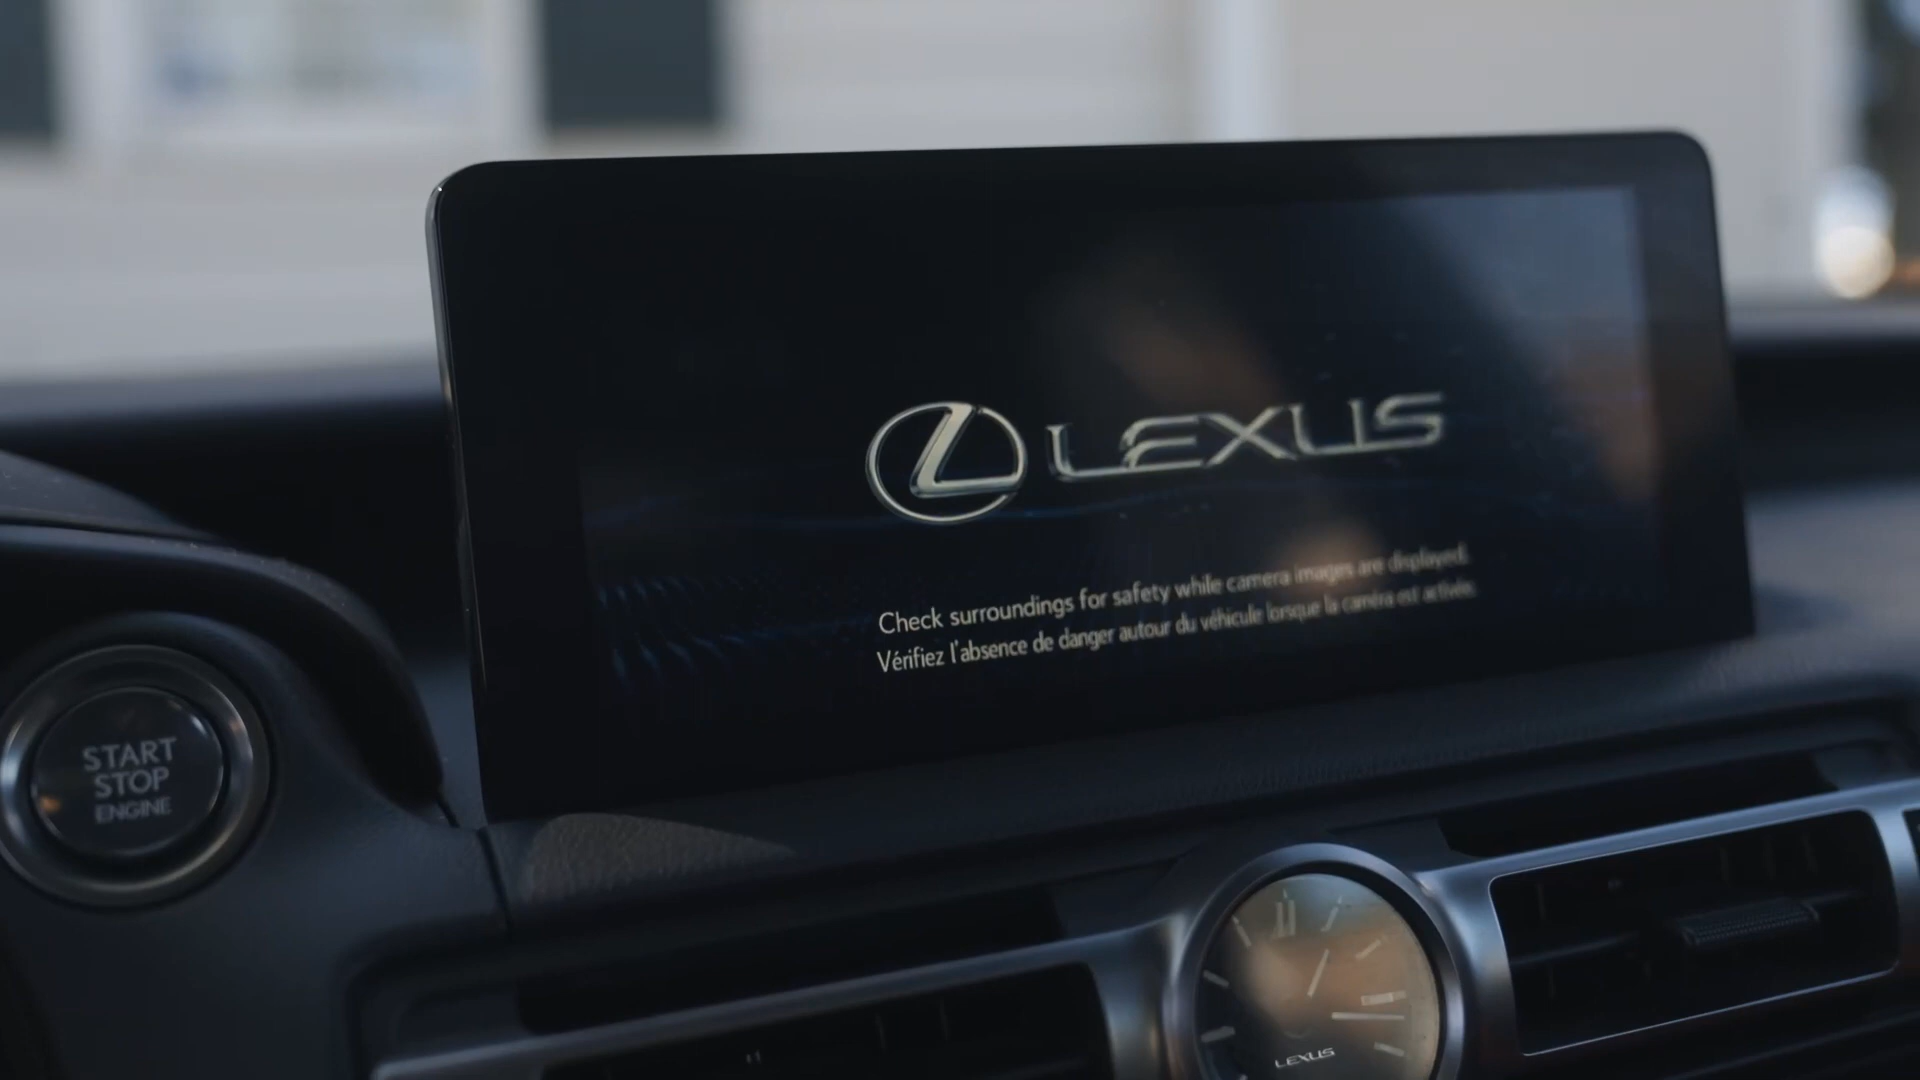 LEXUS
Check surroundings for safety while camera images are displayed.
Vérifiez l'absence de danger autour du véhicule lorsque la caméra est activée.
START
STOP
ENGINE
LEXUS